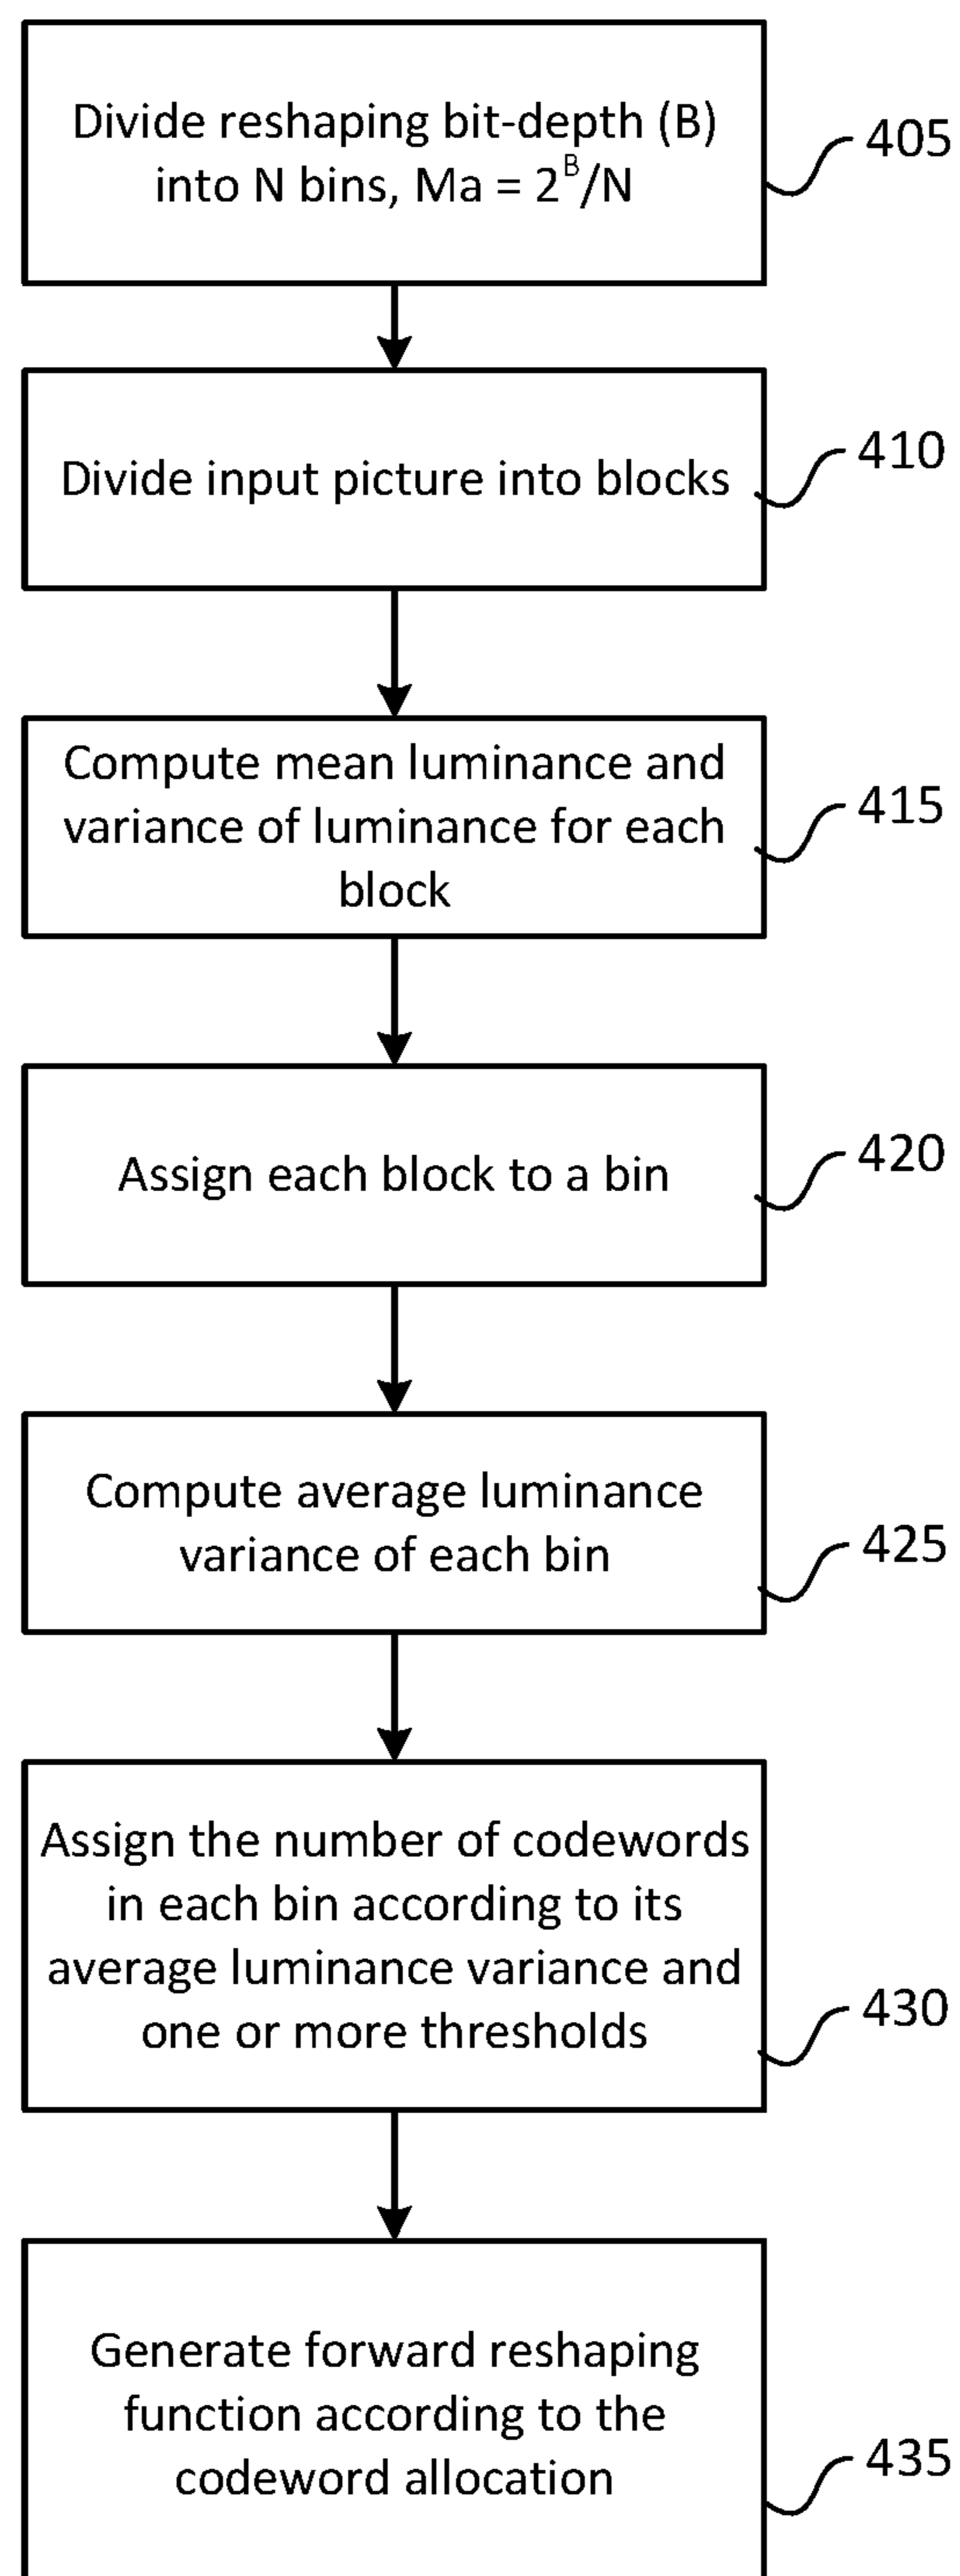 Divide reshaping bit-depth (B)
into N bins, Ma = 2^B/N
405
Divide input picture into blocks
410
Compute mean luminance and
variance of luminance for each
block
415
Assign each block to a bin
420
Compute average luminance
variance of each bin
425
Assign the number of codewords
in each bin according to its
average luminance variance and
one or more thresholds
430
Generate forward reshaping
function according to the
codeword allocation
435